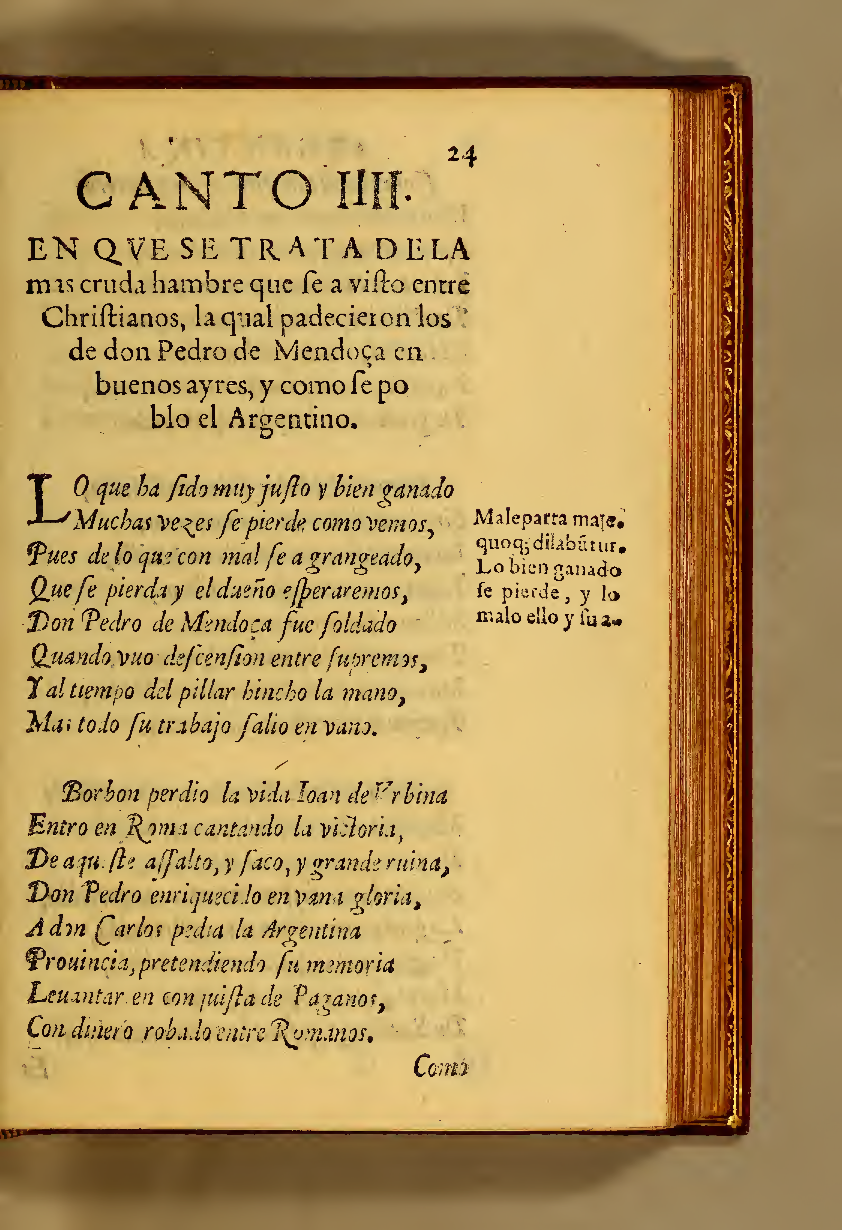 24
CANTO IIII.
EN QVE SE TRATA DE LA
mas cruda hambre que ſe a viſto entre
Chriſtianos, la qual padecieron los
de don Pedro de Mendoça en
buenos ayres, y como ſe po
blo el Argentino.
LO que ha ſido muy juſto y bien ganado
Muchas vezes ſe pierde como vemos,
Pues de lo que con mal ſe a grangeado,
Que ſe pierda y el dueño eſperaremos,
Don Pedro de Mendoça fue ſoldado
Quando vuo deſcenſion entre ſupremos,
Y al tiempo del pillar hincho la mano,
Mas todo ſu trabajo ſalio en vano.
Maleparta male,
quoq; dilabútur.
Lo bien ganado
ſe pierde, y lo
malo ello y ſu a-
Borbon perdio la vida Ioan de Vrbina
Entro en Roma cantando la victoria,
De aqueſte aſſalto, y ſaco, y grande ruina,
Don Pedro enriquecido en vana gloria,
A don Carlos pedia la Argentina
Prouincia, pretendiendo ſu memoria
Leuantar en conquiſta de Paganos,
Con dinero robado entre Romanos.
Como